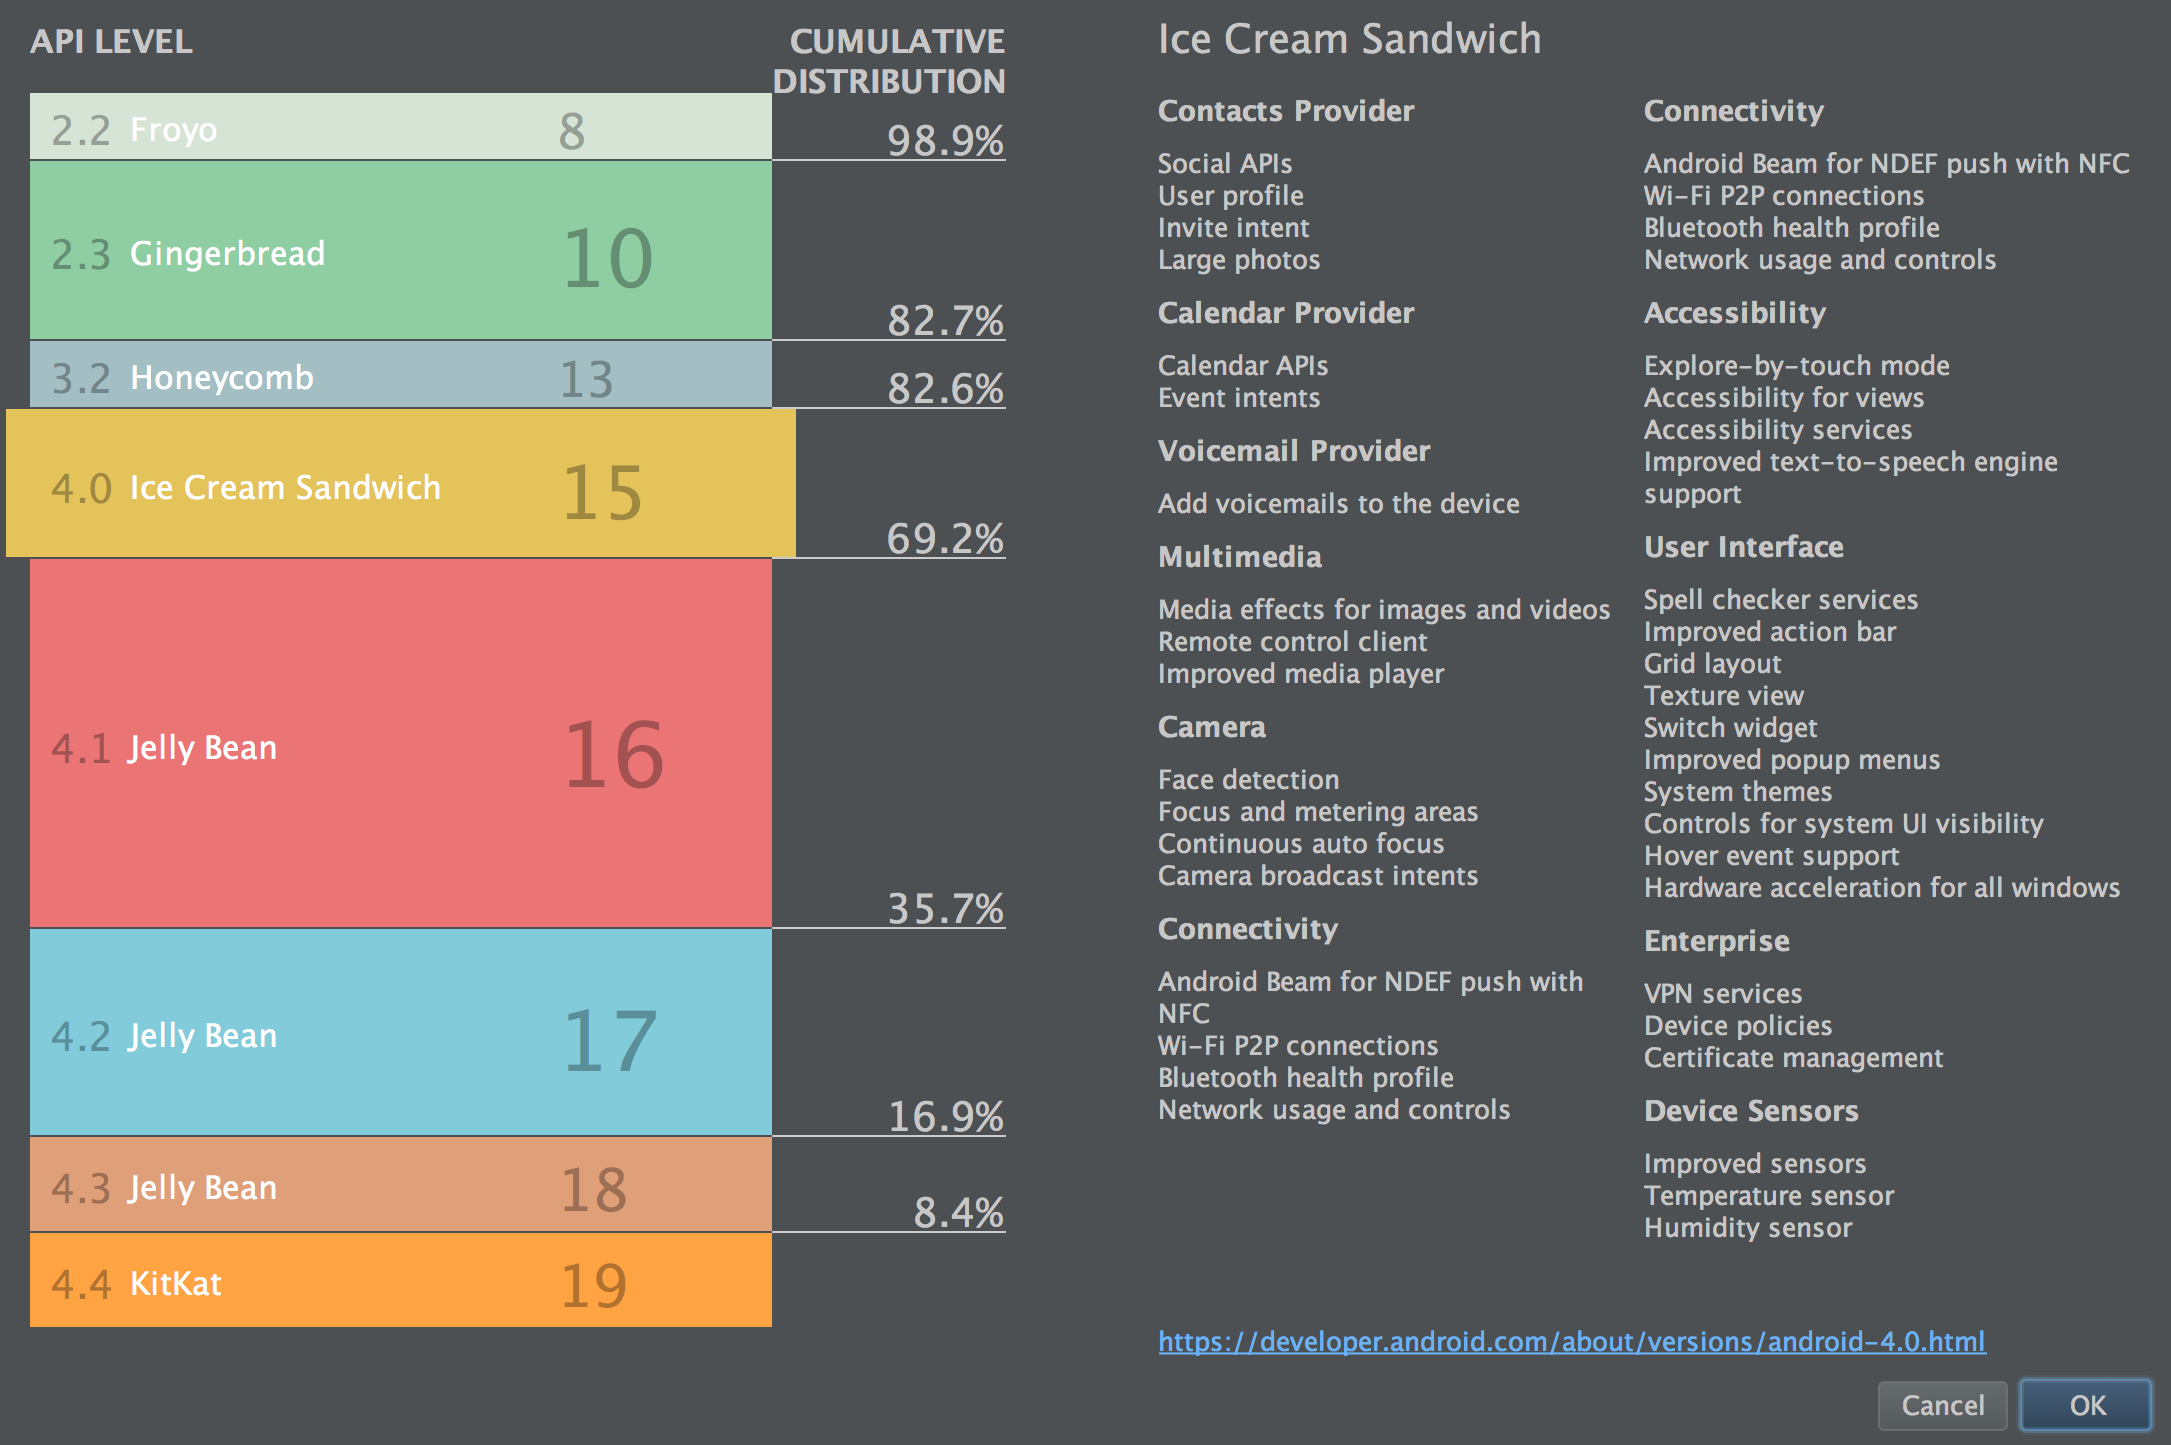 API LEVEL
CUMULATIVE
DISTRIBUTION
2.2 Froyo 8
98.9%
2.3 Gingerbread 10
82.7%
3.2 Honeycomb 13
82.6%
4.0 Ice Cream Sandwich 15
69.2%
4.1 Jelly Bean 16
35.7%
4.2 Jelly Bean 17
16.9%
4.3 Jelly Bean 18
8.4%
4.4 KitKat 19
Ice Cream Sandwich
Contacts Provider
Social APIs
User profile
Invite intent
Large photos
Calendar Provider
Calendar APIs
Event intents
Voicemail Provider
Add voicemails to the device
Multimedia
Media effects for images and videos
Remote control client
Improved media player
Camera
Face detection
Focus and metering areas
Continuous auto focus
Camera broadcast intents
Connectivity
Android Beam for NDEF push with
NFC
Wi-Fi P2P connections
Bluetooth health profile
Network usage and controls
Connectivity
Android Beam for NDEF push with NFC
Wi-Fi P2P connections
Bluetooth health profile
Network usage and controls
Accessibility
Explore-by-touch mode
Accessibility for views
Accessibility services
Improved text-to-speech engine
support
User Interface
Spell checker services
Improved action bar
Grid layout
Texture view
Switch widget
Improved popup menus
System themes
Controls for system UI visibility
Hover event support
Hardware acceleration for all windows
Enterprise
VPN services
Device policies
Certificate management
Device Sensors
Improved sensors
Temperature sensor
Humidity sensor
https://developer.android.com/about/versions/android-4.0.html
Cancel
OK